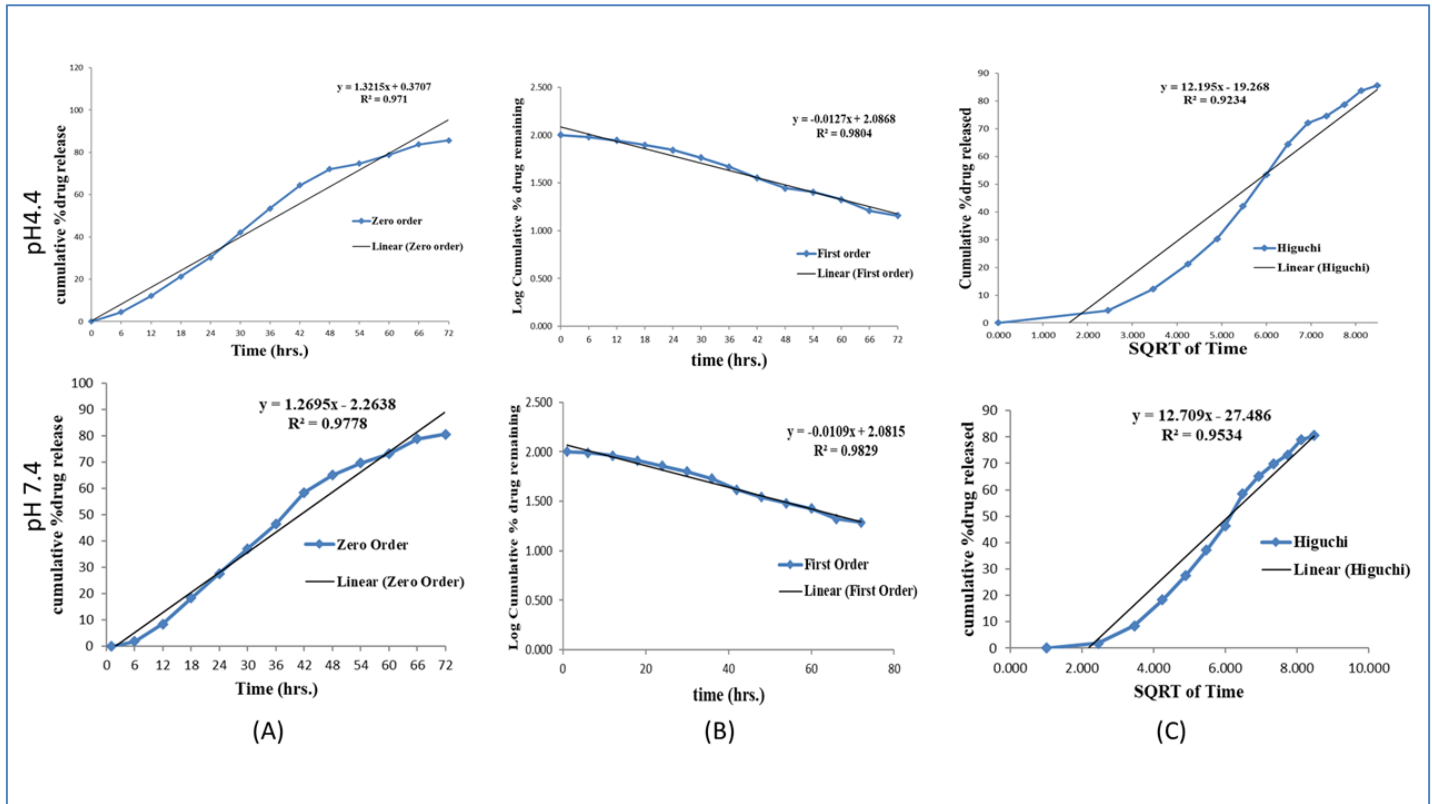 pH4.4
cumulative %drug release
120
100
80
60
40
20
0
y = 1.3215x + 0.3707
R² = 0.971
Zero order
Linear (Zero order)
0 6 12 18 24 30 36 42 48 54 60 66 72
Time (hrs.)
Log Cumulative % drug remaining
2.500
2.000
1.500
1.000
0.500
0.000
y = -0.0127x + 2.0868
R² = 0.9804
First order
Linear (First order)
0 6 12 18 24 30 36 42 48 54 60 66 72
time (hrs.)
Cumulative %drug released
90
80
70
60
50
40
30
20
10
0
y = 12.195x - 19.268
R² = 0.9234
Higuchi
Linear (Higuchi)
0.000 1.000 2.000 3.000 4.000 5.000 6.000 7.000 8.000
SQRT of Time
pH 7.4
cumulative %drug release
100
90
80
70
60
50
40
30
20
10
0
y = 1.2695x - 2.2638
R² = 0.9778
Zero Order
Linear (Zero Order)
0 6 12 18 24 30 36 42 48 54 60 66 72
Time (hrs.)
Log Cumulative % drug remaining
2.500
2.000
1.500
1.000
0.500
0.000
y = -0.0109x + 2.0815
R² = 0.9829
First Order
Linear (First Order)
0 20 40 60 80
time (hrs.)
cumulative %drug released
90
80
70
60
50
40
30
20
10
0
y = 12.709x - 27.486
R² = 0.9534
Higuchi
Linear (Higuchi)
0.000 2.000 4.000 6.000 8.000 10.000
SQRT of Time
(A)
(B)
(C)